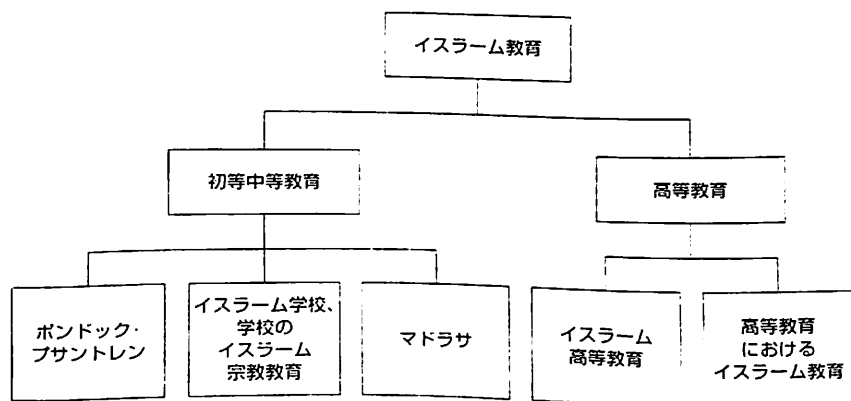 イスラーム教育
初等中等教育
高等教育
ポンドック・
プサントレン
イスラーム学校、
学校の
イスラーム
宗教教育
マドラサ
イスラーム
高等教育
高等教育
における
イスラーム教育